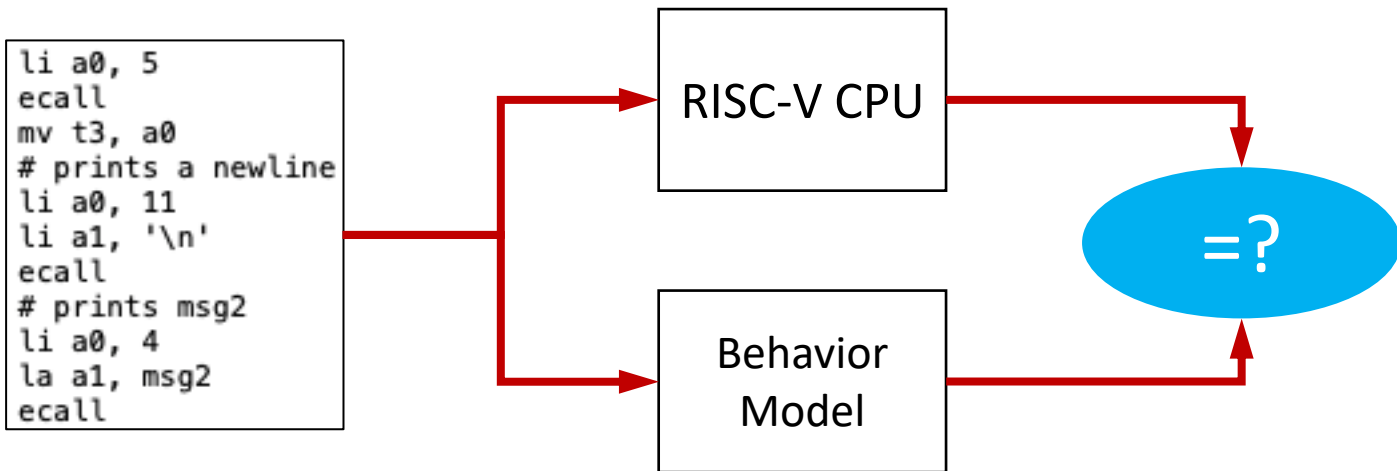 li a0, 5
ecall
mv t3, a0
# prints a newline
li a0, 11
li a1, '\n'
ecall
# prints msg2
li a0, 4
la a1, msg2
ecall
RISC-V CPU
Behavior
Model
=?